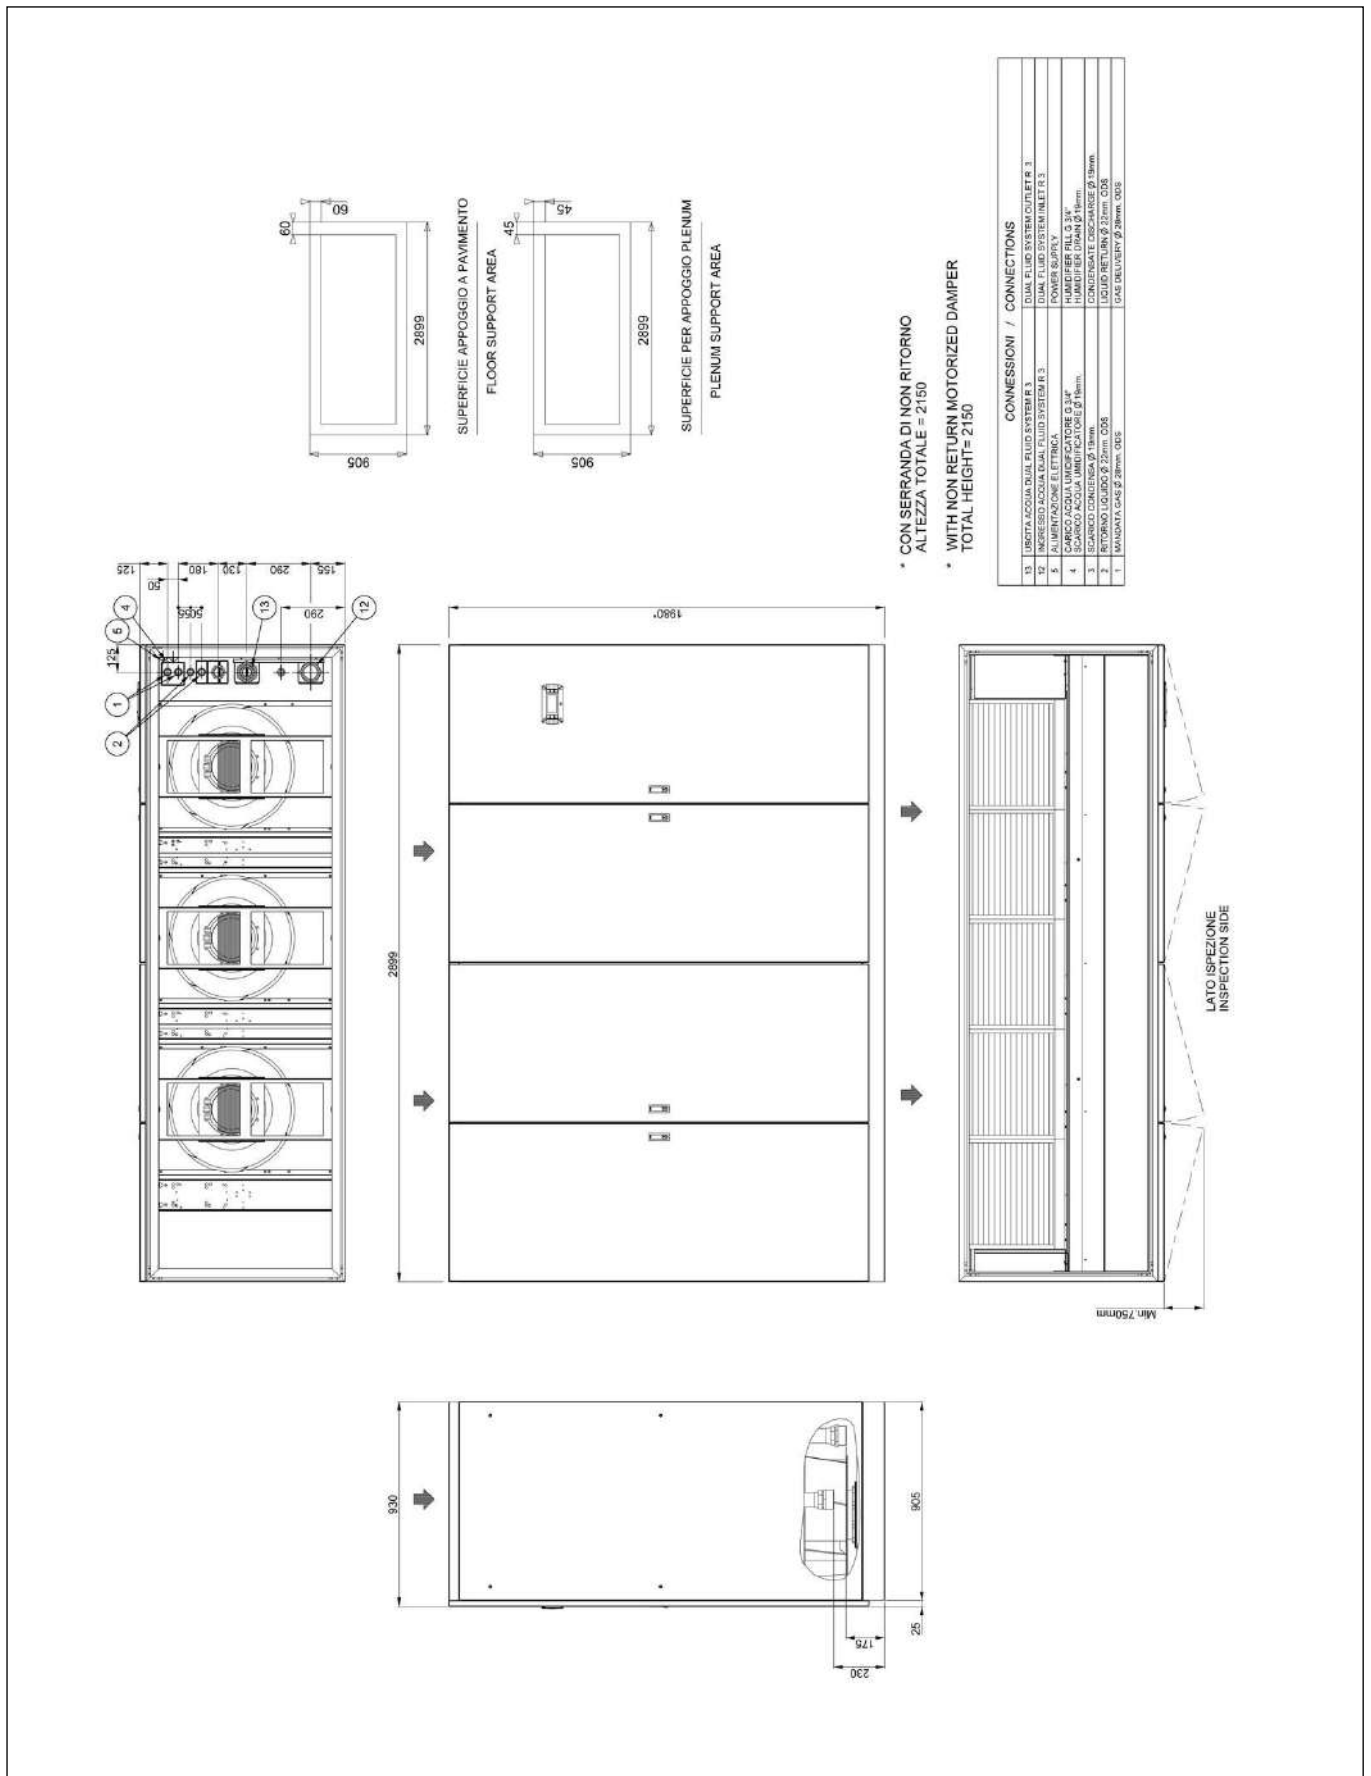 125
50
180
130
290
155
5055
290
125
5
4
1
2
13
12
60
60
905
2899
SUPERFICIE APPOGGIO A PAVIMENTO
FLOOR SUPPORT AREA
45
45
905
2899
SUPERFICIE PER APPOGGIO PLENUM
PLENUM SUPPORT AREA
2899
1980*
* CON SERRANDA DI NON RITORNO
ALTEZZA TOTALE = 2150
* WITH NON RETURN MOTORIZED DAMPER
TOTAL HEIGHT= 2150
930
905
25
175
230
Min.750mm
LATO ISPEZIONE
INSPECTION SIDE
CONNESSIONI / CONNECTIONS
13 USCITA ACQUA DUAL FLUID SYSTEM R 3 DUAL FLUID SYSTEM OUTLET R 3
12 INGRESSO ACQUA DUAL FLUID SYSTEM R 3 DUAL FLUID SYSTEM INLET R 3
5 ALIMENTAZIONE ELETTRICA POWER SUPPLY
4 CARICO ACQUA UMIDIFICATORE G 3/4" HUMIDIFIER FILL G 3/4"
SCARICO ACQUA UMIDIFICATORE Ø 19mm. HUMIDIFIER DRAIN Ø 19mm.
3 SCARICO CONDENSA Ø 19mm. CONDENSATE DISCHARGE Ø 19mm.
2 RITORNO LIQUIDO Ø 22mm. ODS LIQUID RETURN Ø 22mm. ODS
1 MANDATA GAS Ø 28mm. ODS GAS DELIVERY Ø 28mm. ODS